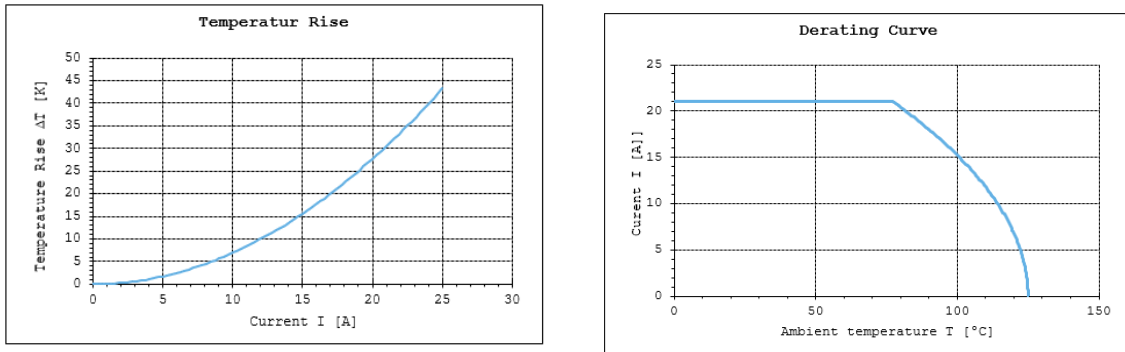 Temperatur Rise
Temperature Rise ΔT [K]
50
45
40
35
30
25
20
15
10
5
0
0 5 10 15 20 25 30
Current I [A]
Derating Curve
Curent I [A]]
25
20
15
10
5
0
0 50 100 150
Ambient temperature T [°C]